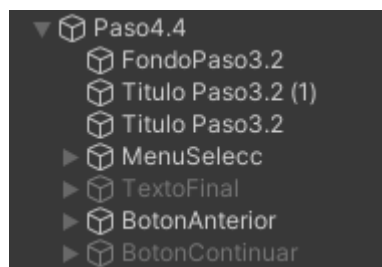 Paso4.4
FondoPaso3.2
Titulo Paso3.2 (1)
Titulo Paso3.2
MenuSelecc
TextoFinal
BotonAnterior
BotonContinuar